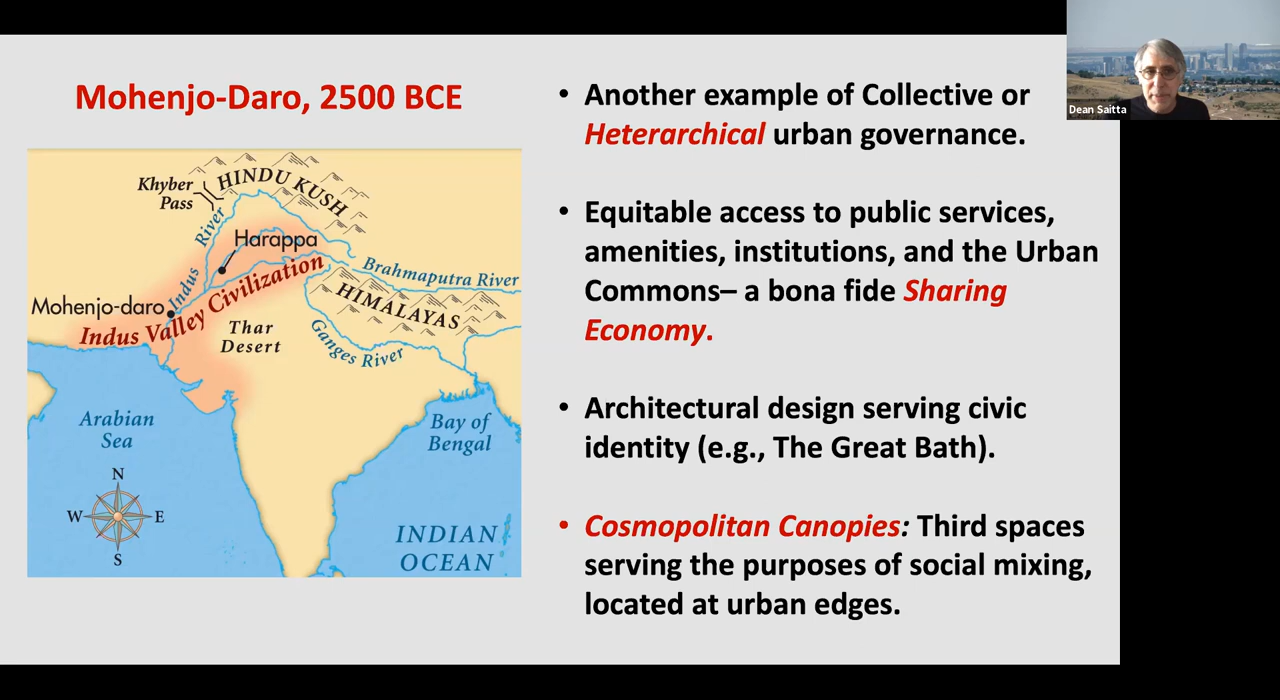 Mohenjo-Daro, 2500 BCE
Khyber
Pass
HINDU KUSH
River
Indus
Harappa
Mohenjo-daro
Indus Valley Civilization
Brahmaputra River
HIMALAYAS
Thar
Desert
Ganges River
Arabian
Sea
Bay of
Bengal
N
W
E
S
INDIAN
OCEAN
• Another example of Collective or
Heterarchical urban governance.
• Equitable access to public services,
amenities, institutions, and the Urban
Commons– a bona fide Sharing
Economy.
• Architectural design serving civic
identity (e.g., The Great Bath).
• Cosmopolitan Canopies: Third spaces
serving the purposes of social mixing,
located at urban edges.
Dean Saitta